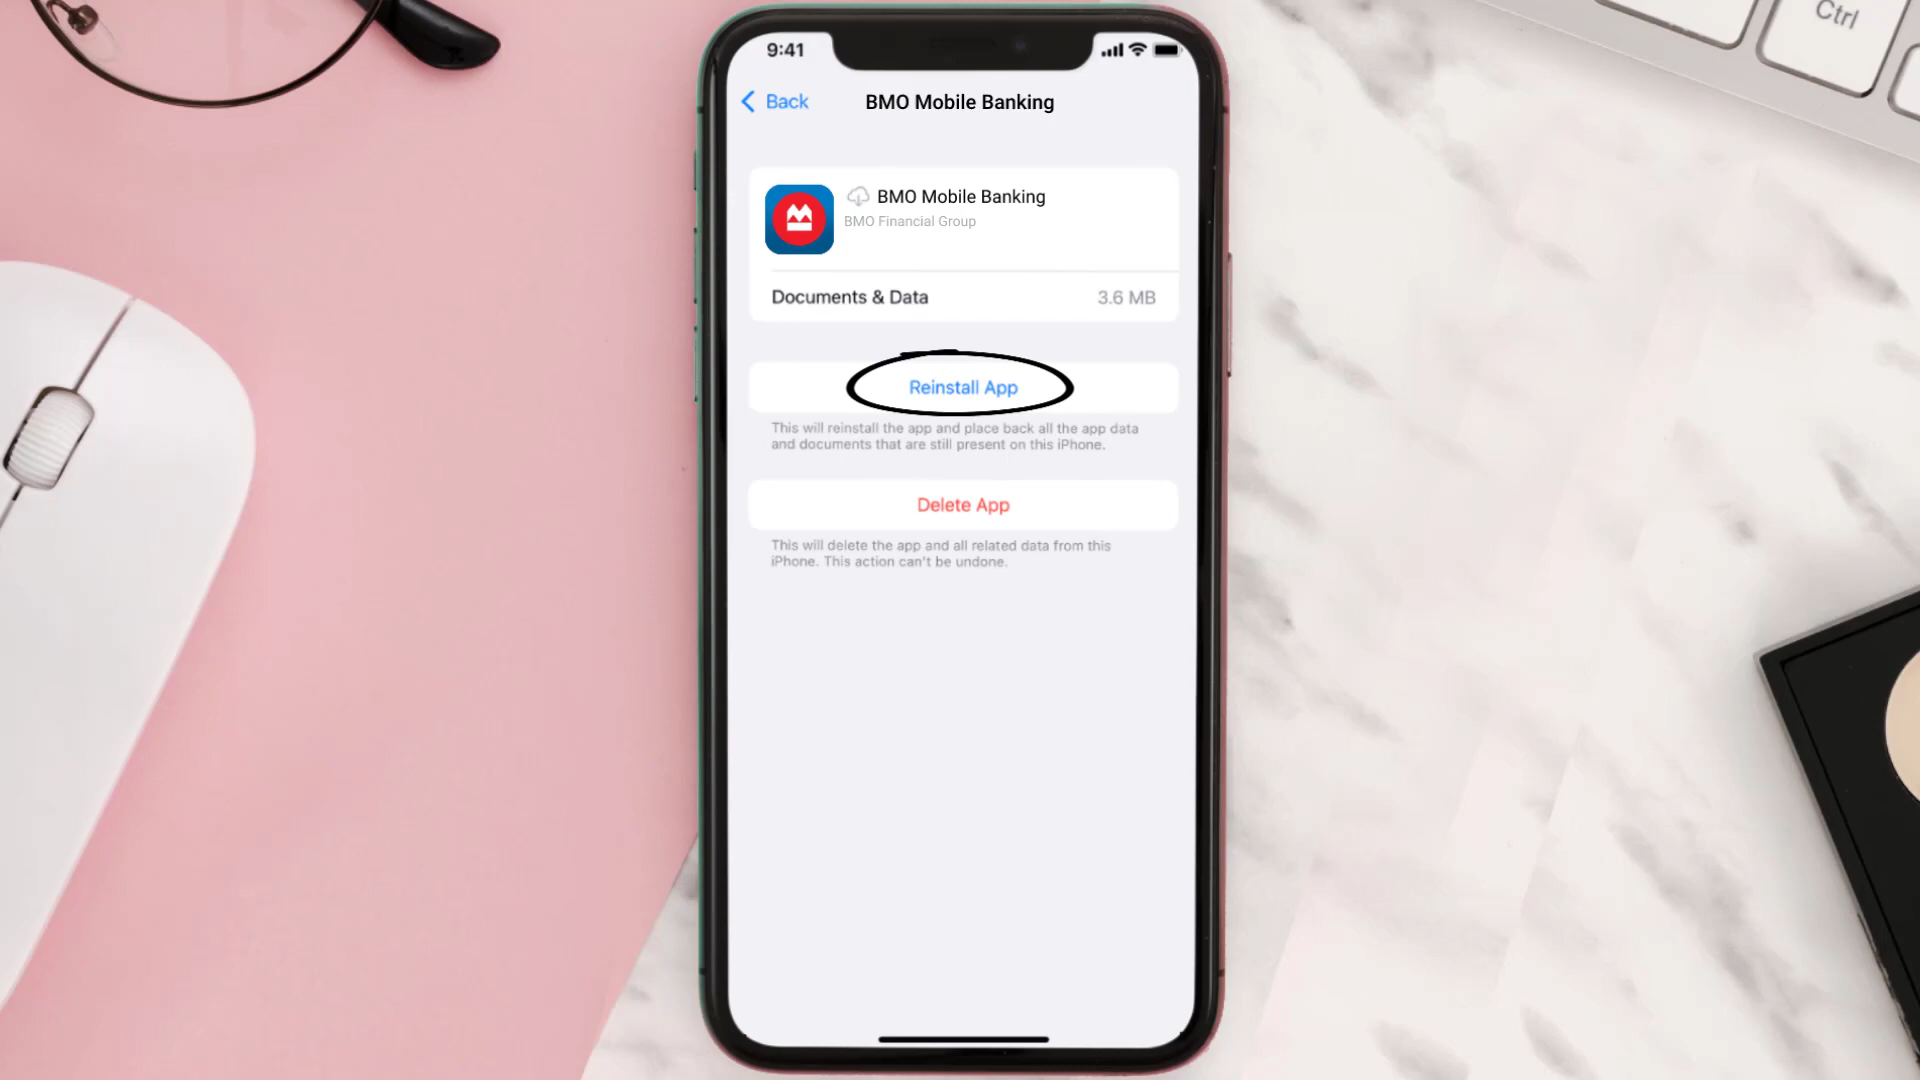 Ctrl
9:41
Back
BMO Mobile Banking
BMO Mobile Banking
BMO Financial Group
Documents & Data 3.6 MB
Reinstall App
This will reinstall the app and place back all the app data
and documents that are still present on this iPhone.
Delete App
This will delete the app and all related data from this
iPhone. This action can't be undone.